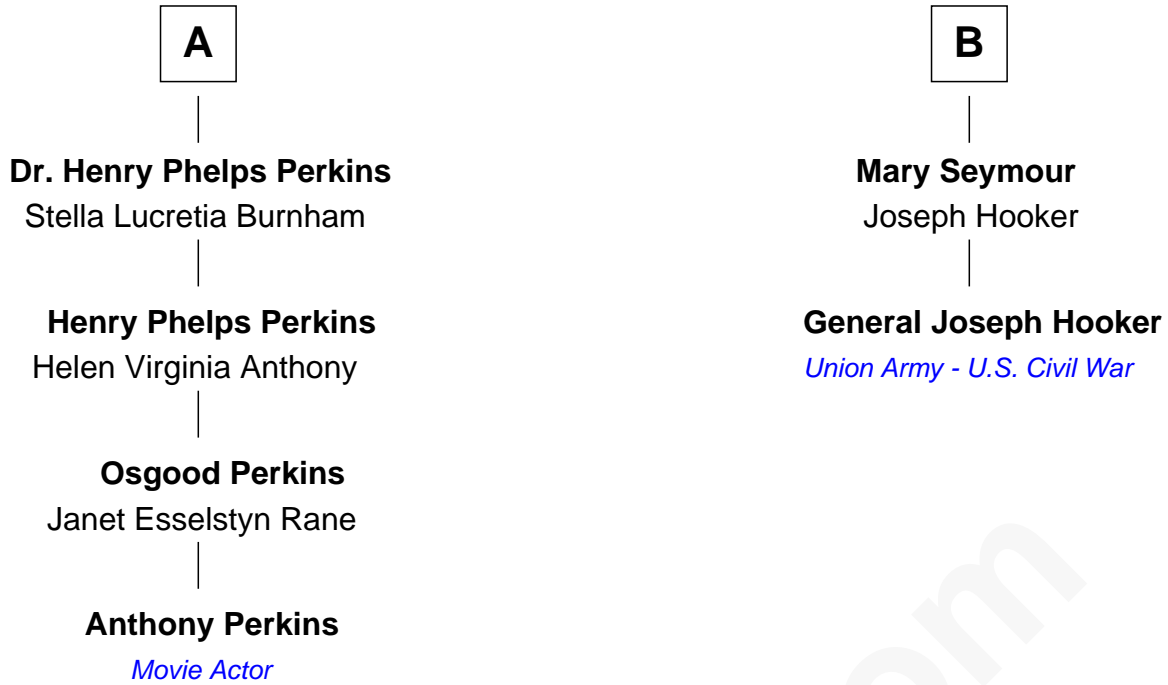 A
Dr. Henry Phelps Perkins
Stella Lucretia Burnham
Henry Phelps Perkins
Helen Virginia Anthony
Osgood Perkins
Janet Esselstyn Rane
Anthony Perkins
Movie Actor
B
Mary Seymour
Joseph Hooker
General Joseph Hooker
Union Army - U.S. Civil War
om